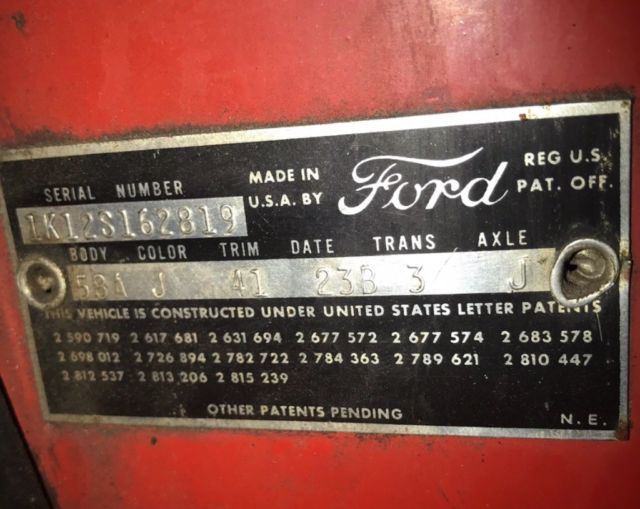 SERIAL NUMBER
MADE IN
U.S.A. BY
Ford
REG U.S.
PAT. OFF.
1K12S162819
BODY COLOR TRIM DATE TRANS AXLE
58A J 41 23B 3 J
THIS VEHICLE IS CONSTRUCTED UNDER UNITED STATES LETTER PATENTS
2 590 719 2 617 681 2 631 694 2 677 572 2 677 574 2 683 578
2 698 012 2 726 894 2 782 722 2 784 363 2 789 621 2 810 447
2 812 537 2 813 206 2 815 239
OTHER PATENTS PENDING
N.E.